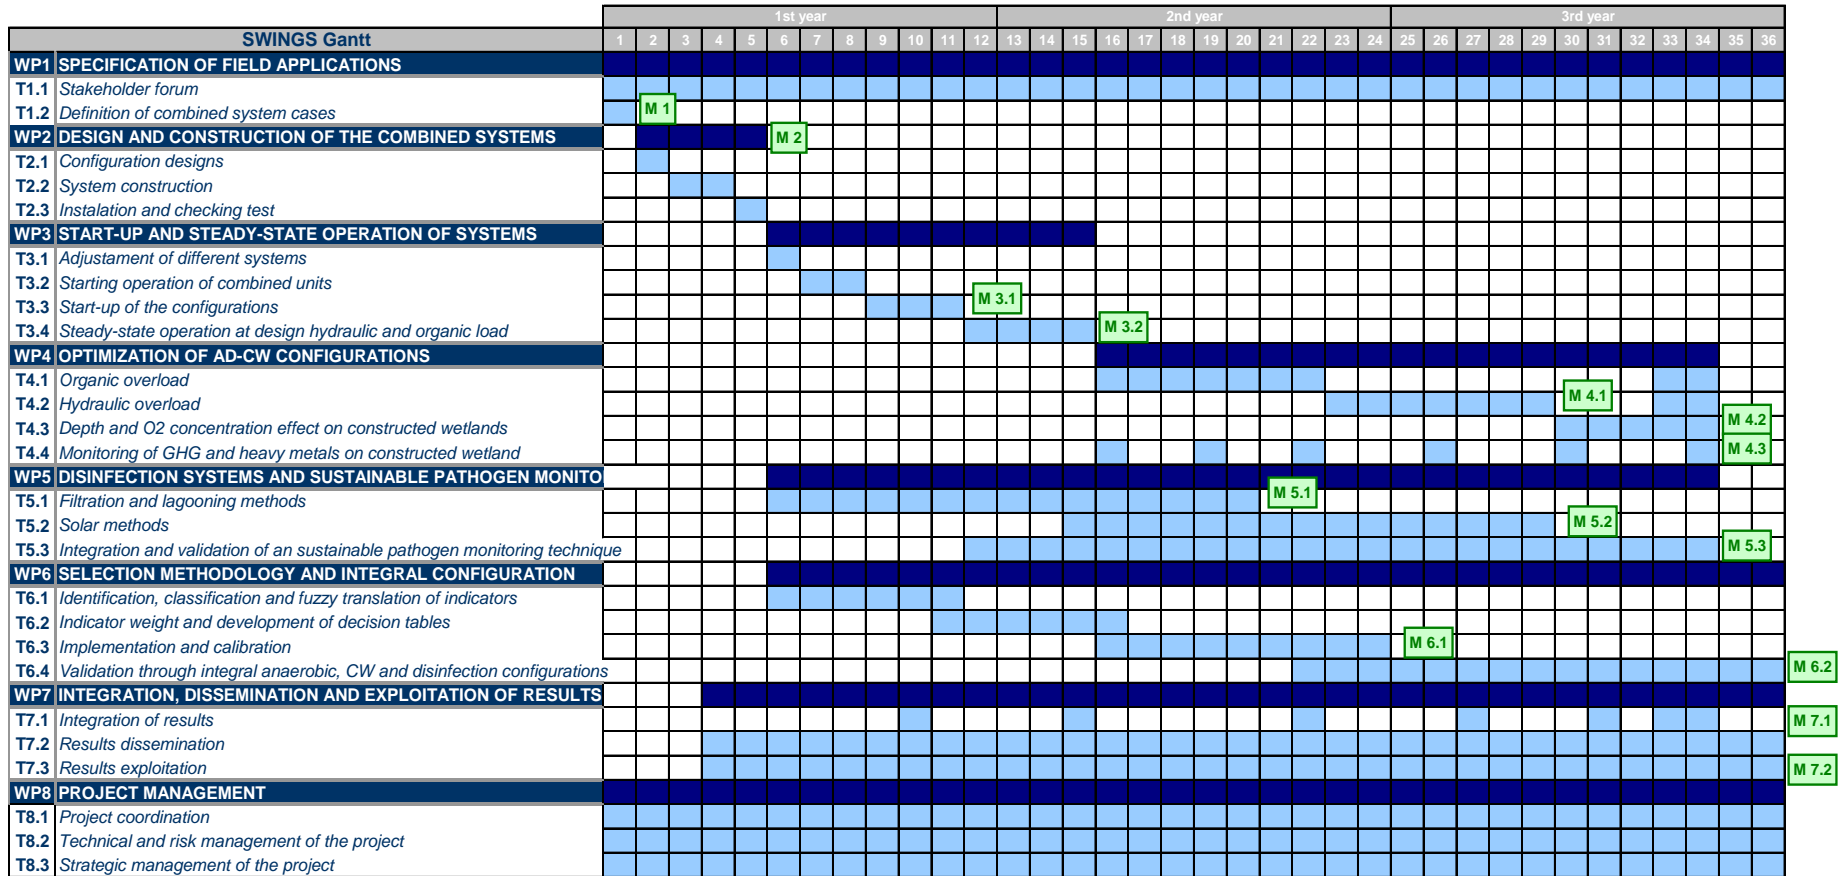 1st year 2nd year 3rd year
SWINGS Gantt 1 2 3 4 5 6 7 8 9 10 11 12 13 14 15 16 17 18 19 20 21 22 23 24 25 26 27 28 29 30 31 32 33 34 35 36
WP1 SPECIFICATION OF FIELD APPLICATIONS
T1.1 Stakeholder forum
T1.2 Definition of combined system cases M 1
WP2 DESIGN AND CONSTRUCTION OF THE COMBINED SYSTEMS M 2
T2.1 Configuration designs
T2.2 System construction
T2.3 Instalation and checking test
WP3 START-UP AND STEADY-STATE OPERATION OF SYSTEMS
T3.1 Adjustament of different systems
T3.2 Starting operation of combined units
T3.3 Start-up of the configurations M 3.1
T3.4 Steady-state operation at design hydraulic and organic load M 3.2
WP4 OPTIMIZATION OF AD-CW CONFIGURATIONS
T4.1 Organic overload
T4.2 Hydraulic overload M 4.1
T4.3 Depth and O2 concentration effect on constructed wetlands M 4.2
T4.4 Monitoring of GHG and heavy metals on constructed wetland M 4.3
WP5 DISINFECTION SYSTEMS AND SUSTAINABLE PATHOGEN MONITO
T5.1 Filtration and lagooning methods M 5.1
T5.2 Solar methods M 5.2
T5.3 Integration and validation of an sustainable pathogen monitoring technique M 5.3
WP6 SELECTION METHODOLOGY AND INTEGRAL CONFIGURATION
T6.1 Identification, classification and fuzzy translation of indicators
T6.2 Indicator weight and development of decision tables
T6.3 Implementation and calibration M 6.1
T6.4 Validation through integral anaerobic, CW and disinfection configurations M 6.2
WP7 INTEGRATION, DISSEMINATION AND EXPLOITATION OF RESULTS
T7.1 Integration of results M 7.1
T7.2 Results dissemination
T7.3 Results exploitation M 7.2
WP8 PROJECT MANAGEMENT
T8.1 Project coordination
T8.2 Technical and risk management of the project
T8.3 Strategic management of the project